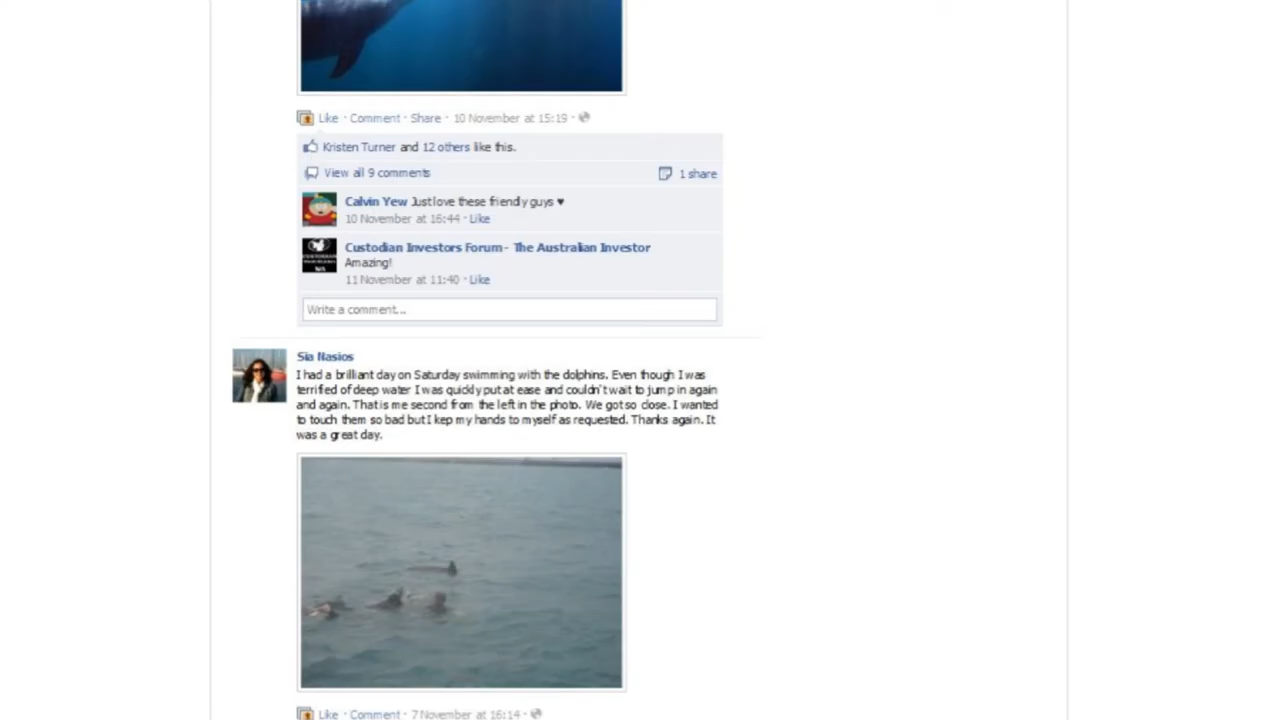 Like · Comment · Share · 10 November at 15:19 ·
Kristen Turner and 12 others like this.
View all 9 comments
1 share
Calvin Yew Just love these friendly guys ♥
10 November at 16:44 · Like
Custodian Investors Forum - The Australian Investor
Amazing!
11 November at 11:40 · Like
Write a comment...
Sia Nasios
I had a brilliant day on Saturday swimming with the dolphins. Even though I was
terrified of deep water I was quickly put at ease and couldn't wait to jump in again
and again. That is me second from the left in the photo. We got so close. I wanted
to touch them so bad but I kep my hands to myself as requested. Thanks again. It
was a great day.
Like · Comment · 7 November at 16:14 ·